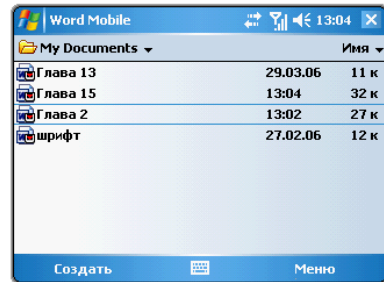 Word Mobile 13:04
My Documents Имя
Глава 13 29.03.06 11 к
Глава 15 13:04 32 к
Глава 2 13:02 27 к
шрифт 27.02.06 12 к
Создать Меню